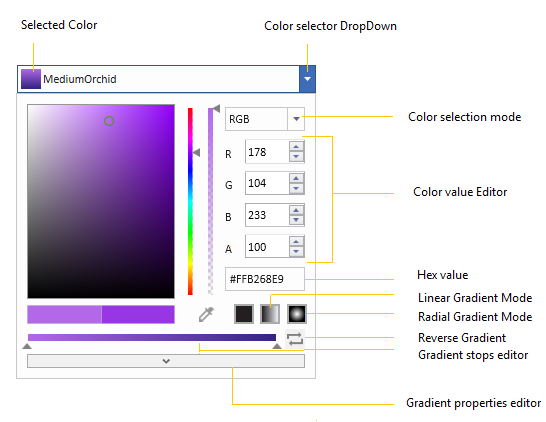 Selected Color
Color selector DropDown
MediumOrchid
RGB
Color selection mode
R 178
G 104
Color value Editor
B 233
A 100
#FFB268E9
Hex value
Linear Gradient Mode
Radial Gradient Mode
Reverse Gradient
Gradient stops editor
Gradient properties editor